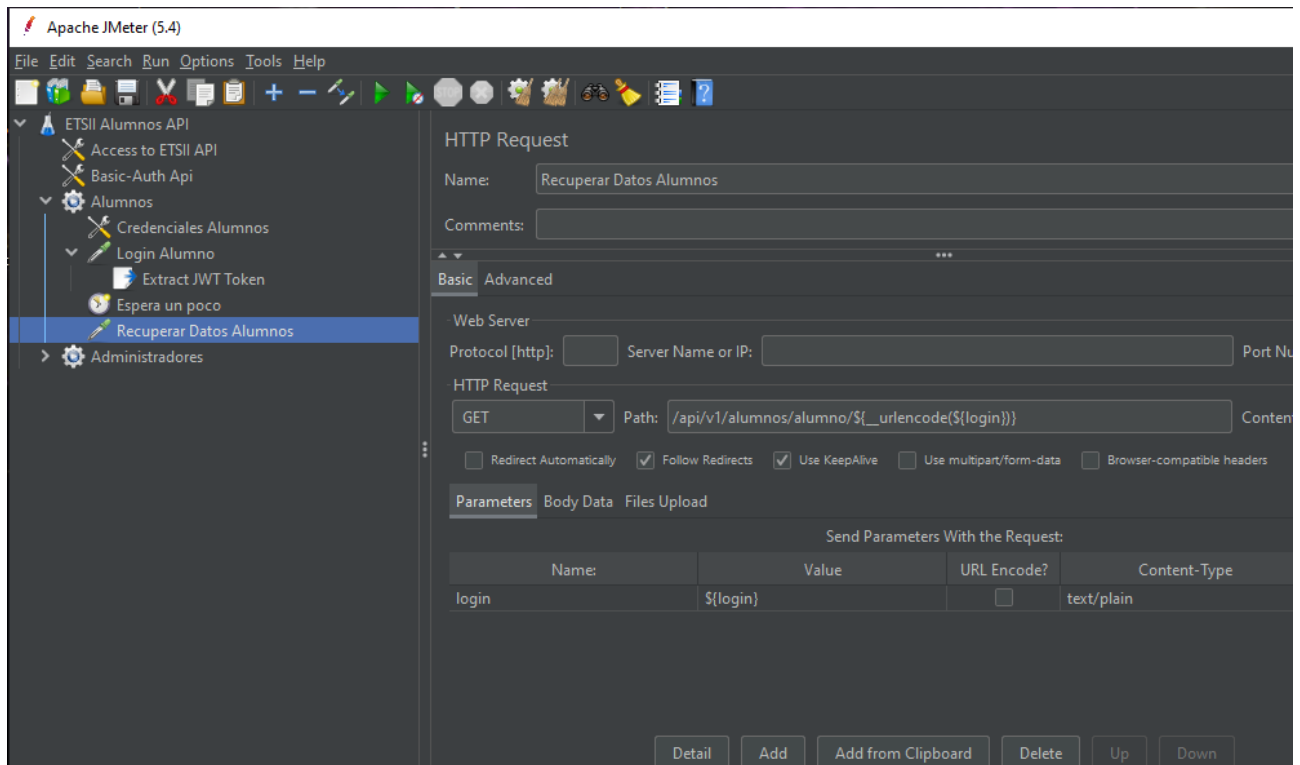 Apache JMeter (5.4)
File Edit Search Run Options Tools Help
STOP
ETSII Alumnos API
Access to ETSII API
Basic-Auth Api
Alumnos
Credenciales Alumnos
Login Alumno
Extract JWT Token
Espera un poco
Recuperar Datos Alumnos
Administradores
HTTP Request
Name: Recuperar Datos Alumnos
Comments:
Basic Advanced
Web Server
Protocol [http]: Server Name or IP: Port Nu
HTTP Request
GET Path: /api/v1/alumnos/alumno/${__urlencode(${login})} Content
Redirect Automatically Follow Redirects Use KeepAlive Use multipart/form-data Browser-compatible headers
Parameters Body Data Files Upload
Send Parameters With the Request:
Name: Value URL Encode? Content-Type
login ${login} text/plain
Detail Add Add from Clipboard Delete Up Down